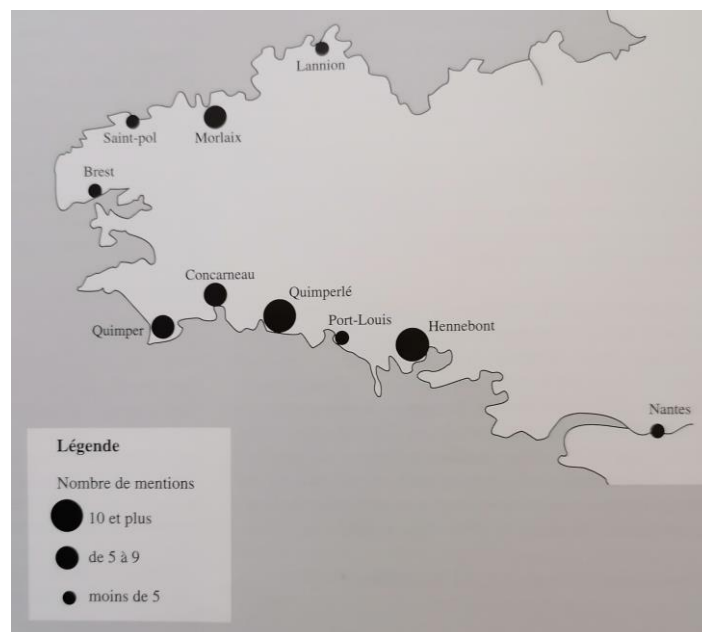 Lannion
Saint-pol
Morlaix
Brest
Concarneau
Quimperlé
Quimper
Port-Louis
Hennebont
Nantes
Légende
Nombre de mentions
10 et plus
de 5 à 9
moins de 5